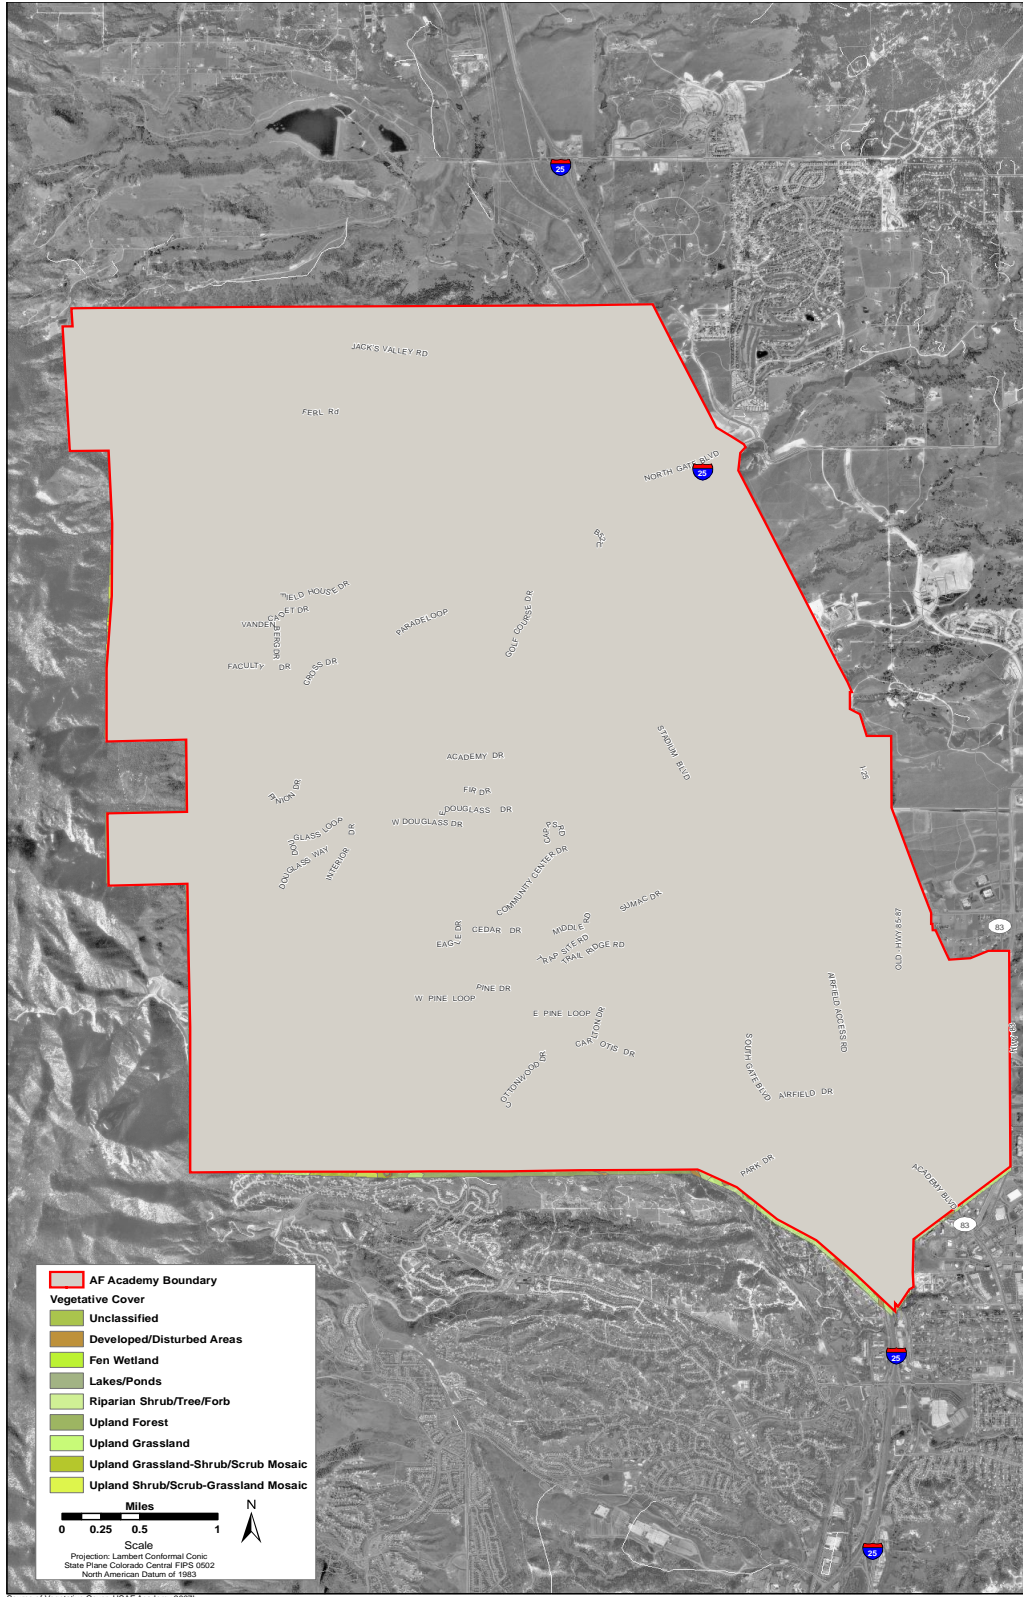 25
JACK'S VALLEY RD
FERL Rd
NORTH GATE BLVD
25
FIELD HOUSE DR
CADET DR
VANDENBERG DR
PARADE LOOP
GOLF COURSE DR
FACULTY DR
CROSS DR
STADIUM BLVD
ACADEMY DR
I-25
PINION DR
FIR DR
E DOUGLASS DR
W DOUGLASS DR
DOUGLASS LOOP
INTERIOR DR
DOUGLASS WAY
COMMUNITY CENTER DR
SUMAC DR
CEDAR DR
EAGLE DR
MIDDLE RD
TRAP SITE RD
TRAIL RIDGE RD
OLD HWY 85-87
83
PINE DR
W PINE LOOP
E PINE LOOP
AIRFIELD ACCESS RD
CARLTON DR
OTIS DR
COTTONWOOD DR
SOUTH GATE BLVD
AIRFIELD DR
PARK DR
ACADEMY BLVD
83
25
25
AF Academy Boundary
Vegetative Cover
Unclassified
Developed/Disturbed Areas
Fen Wetland
Lakes/Ponds
Riparian Shrub/Tree/Forb
Upland Forest
Upland Grassland
Upland Grassland-Shrub/Scrub Mosaic
Upland Shrub/Scrub-Grassland Mosaic
Miles
0 0.25 0.5 1
N
Scale
Projection: Lambert Conformal Conic
State Plane Colorado Central FIPS 0502
North American Datum of 1983